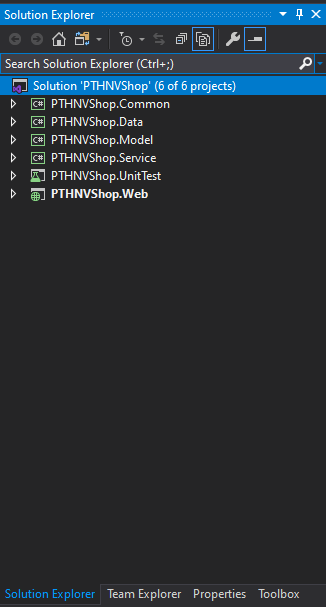 Solution Explorer
Search Solution Explorer (Ctrl+;)
Solution 'PTHNVShop' (6 of 6 projects)
C# PTHNVShop.Common
C# PTHNVShop.Data
C# PTHNVShop.Model
C# PTHNVShop.Service
PTHNVShop.UnitTest
PTHNVShop.Web
Solution Explorer Team Explorer Properties Toolbox